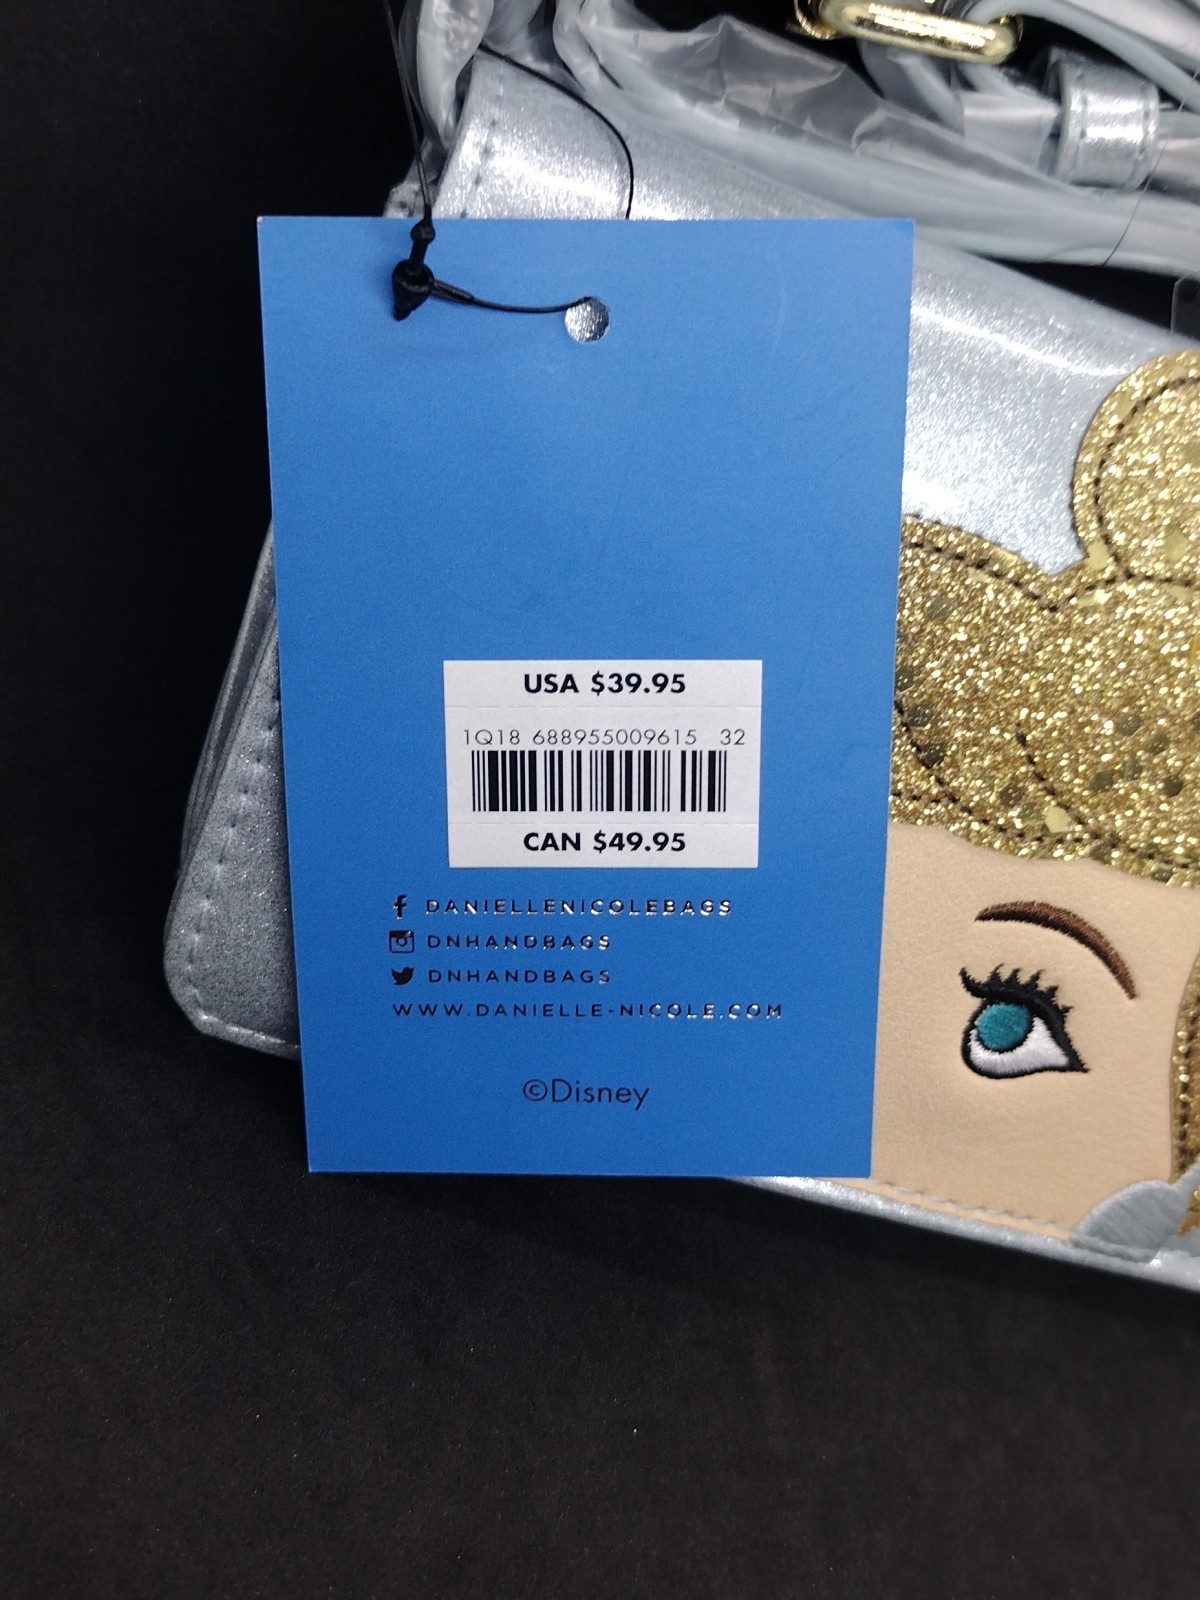 USA $39.95
1Q18 688955009615 32
CAN $49.95
DANIELLENICOLEBAGS
DNHANDBAGS
DNHANDBAGS
WWW.DANIELLE-NICOLE.COM
©Disney